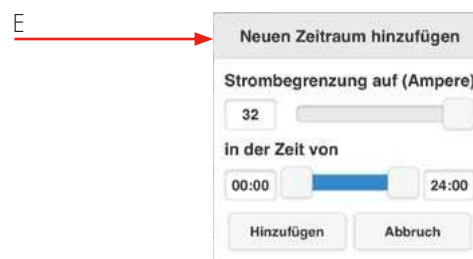 E
Neuen Zeitraum hinzufügen
Strombegrenzung auf (Ampere)
32
in der Zeit von
00:00 24:00
Hinzufügen Abbruch